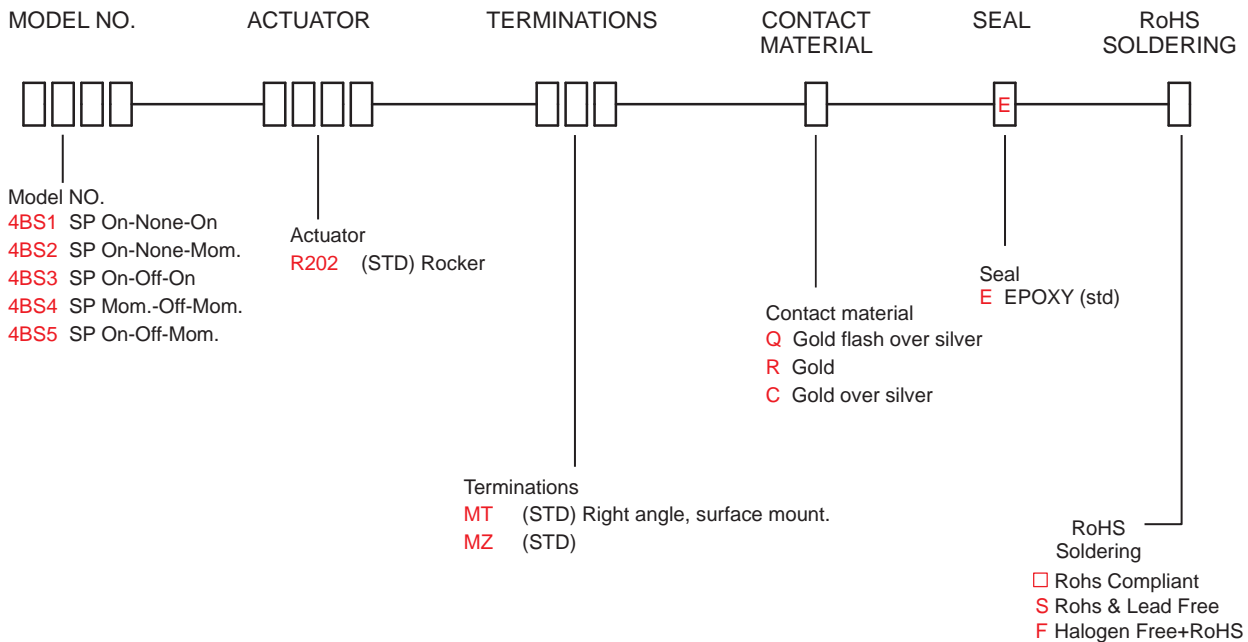 MODEL NO. ACTUATOR TERMINATIONS CONTACT MATERIAL SEAL RoHS SOLDERING
E
Model NO.
4BS1 SP On-None-On
4BS2 SP On-None-Mom.
4BS3 SP On-Off-On
4BS4 SP Mom.-Off-Mom.
4BS5 SP On-Off-Mom.
Actuator
R202 (STD) Rocker
Terminations
MT (STD) Right angle, surface mount.
MZ (STD)
Contact material
Q Gold flash over silver
R Gold
C Gold over silver
Seal
E EPOXY (std)
RoHS
Soldering
□ Rohs Compliant
S Rohs & Lead Free
F Halogen Free+RoHS